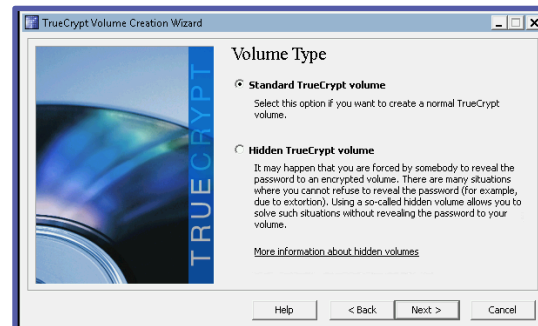 TrueCrypt Volume Creation Wizard
TRUECRYPT
Volume Type
Standard TrueCrypt volume
Select this option if you want to create a normal TrueCrypt
volume.
Hidden TrueCrypt volume
It may happen that you are forced by somebody to reveal the
password to an encrypted volume. There are many situations
where you cannot refuse to reveal the password (for example,
due to extortion). Using a so-called hidden volume allows you to
solve such situations without revealing the password to your
volume.
More information about hidden volumes
Help
< Back
Next >
Cancel